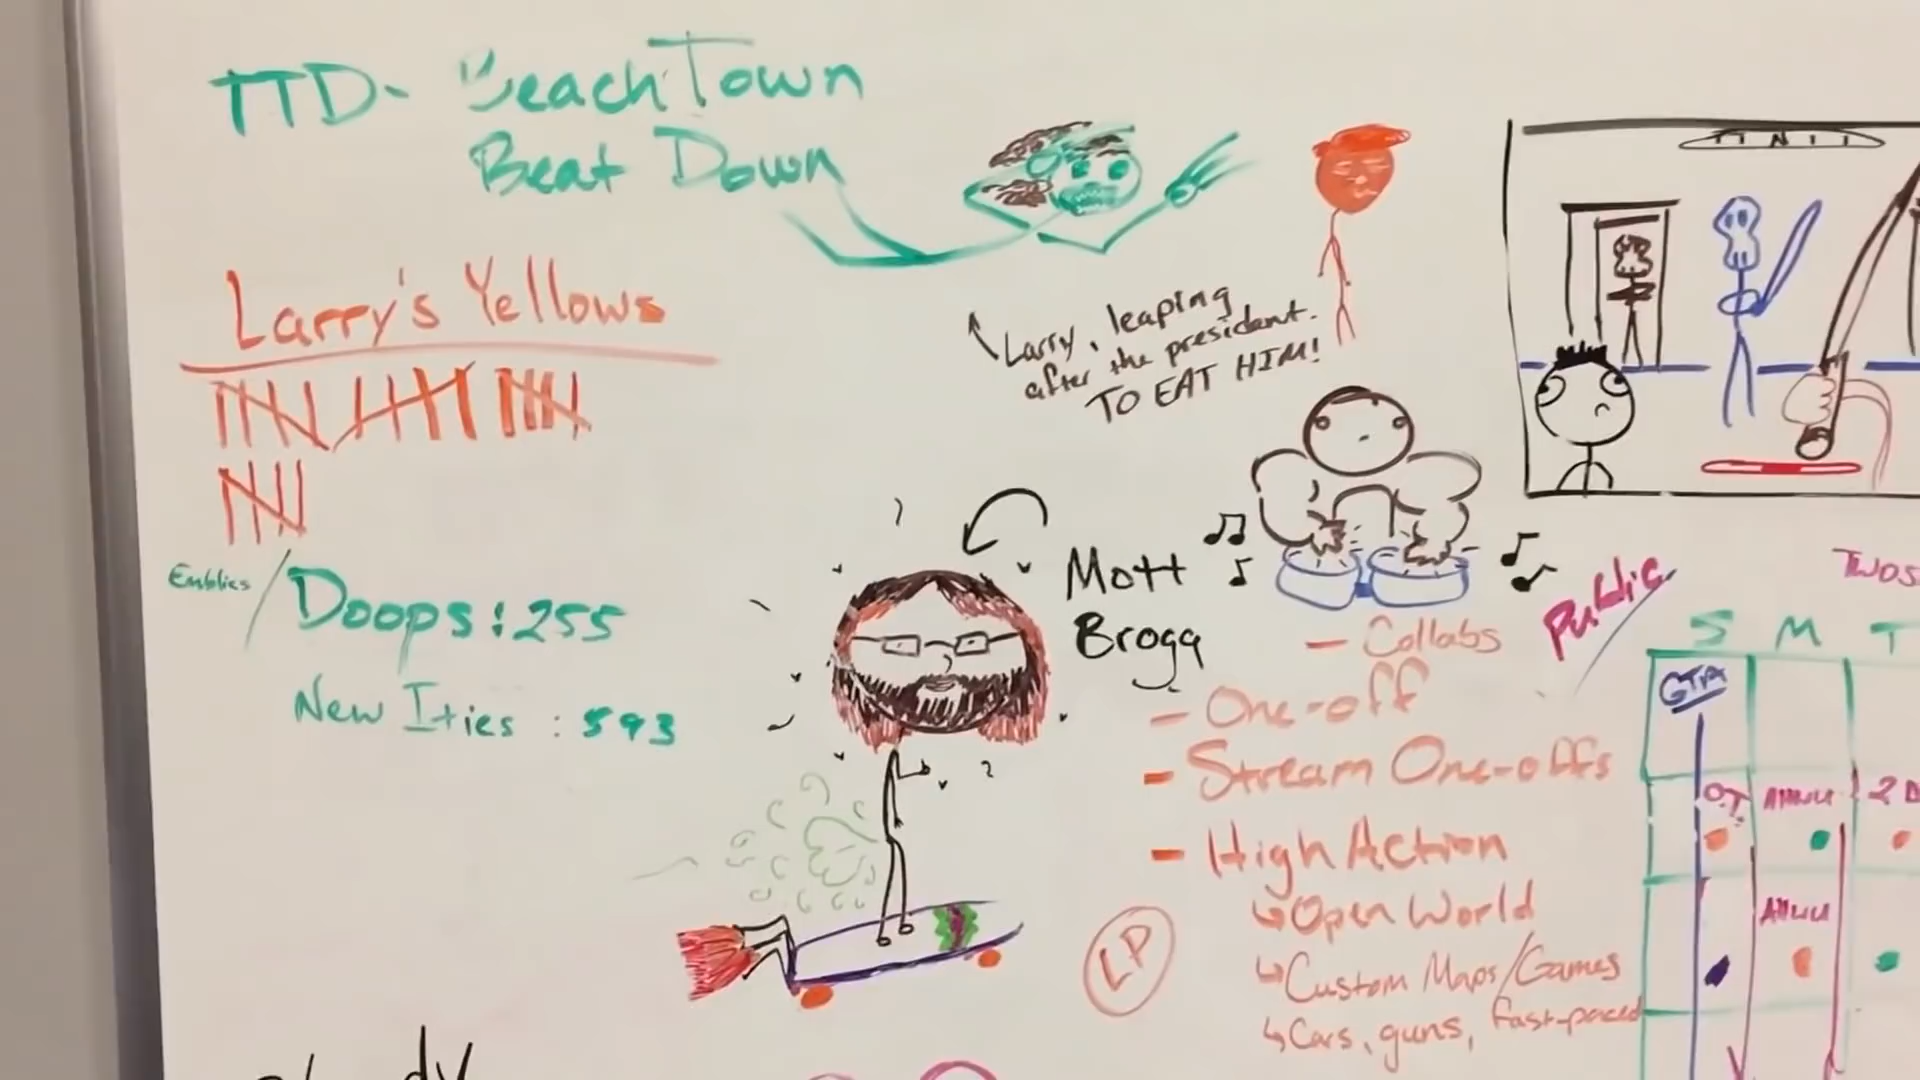 TTD- Beach Town
Beat Down
Larry's Yellows
Larry, leaping
after the president.
TO EAT HIM!
Doops: 255
New Ities: 593
Mott
Brogg
- Collabs
- One-off
- Stream One-offs
- High Action
Open World
Custom Maps/Games
Cars, guns, fast-paced
LP
Public
TWOS
S M T
GTA
O.T.
2 D